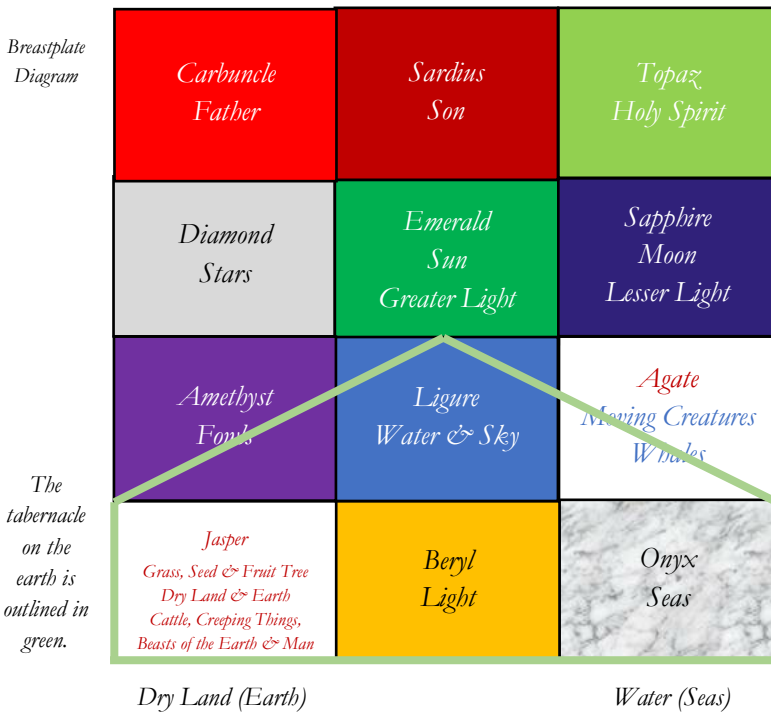 Breastplate
Diagram
Carbuncle
Father
Sardius
Son
Topaz
Holy Spirit
Diamond
Stars
Emerald
Sun
Greater Light
Sapphire
Moon
Lesser Light
Amethyst
Fowls
Ligure
Water & Sky
Agate
Moving Creatures
Whales
The
tabernacle
on the
earth is
outlined in
green.
Jasper
Grass, Seed & Fruit Tree
Dry Land & Earth
Cattle, Creeping Things,
Beasts of the Earth & Man
Beryl
Light
Onyx
Seas
Dry Land (Earth)
Water (Seas)